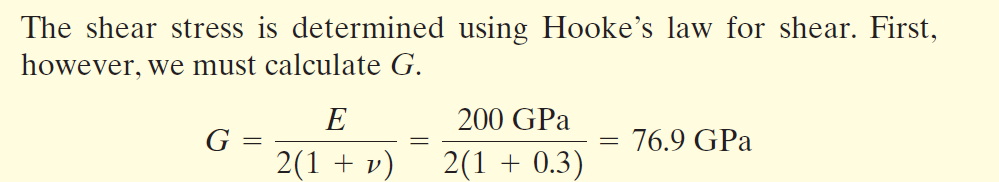 The shear stress is determined using Hooke's law for shear. First,
however, we must calculate G.
G = E / 2(1 + ν) = 200 GPa / 2(1 + 0.3) = 76.9 GPa